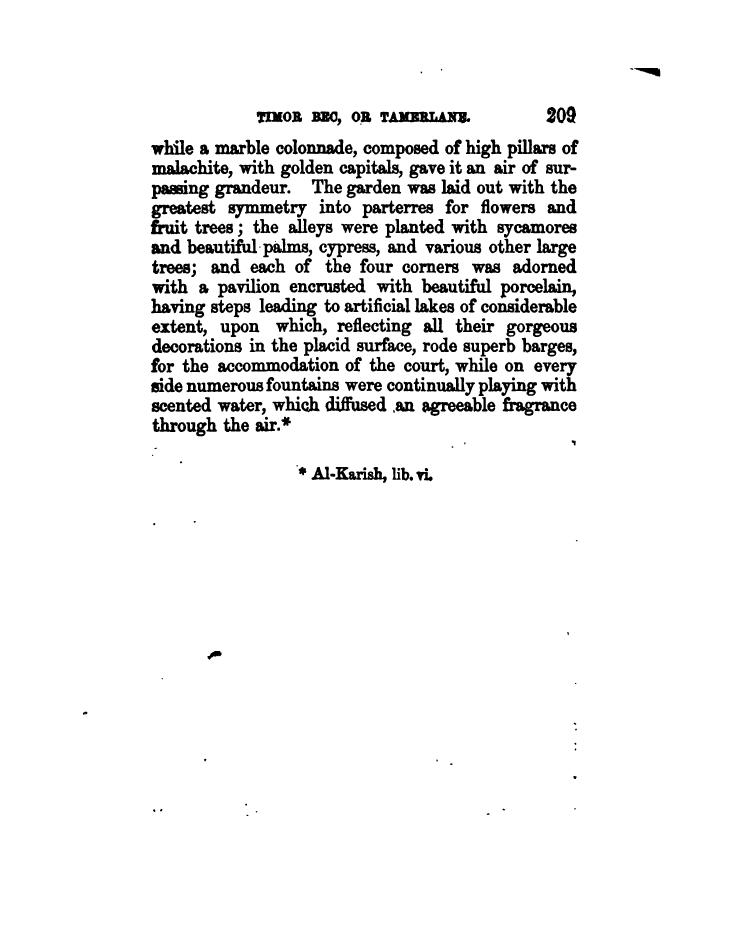 TIMOR BEC, OR TAMERLANE. 209
while a marble colonnade, composed of high pillars of
malachite, with golden capitals, gave it an air of sur-
passing grandeur. The garden was laid out with the
greatest symmetry into parterres for flowers and
fruit trees; the alleys were planted with sycamores
and beautiful palms, cypress, and various other large
trees; and each of the four corners was adorned
with a pavilion encrusted with beautiful porcelain,
having steps leading to artificial lakes of considerable
extent, upon which, reflecting all their gorgeous
decorations in the placid surface, rode superb barges,
for the accommodation of the court, while on every
side numerous fountains were continually playing with
scented water, which diffused an agreeable fragrance
through the air.*
* Al-Karish, lib. vi.